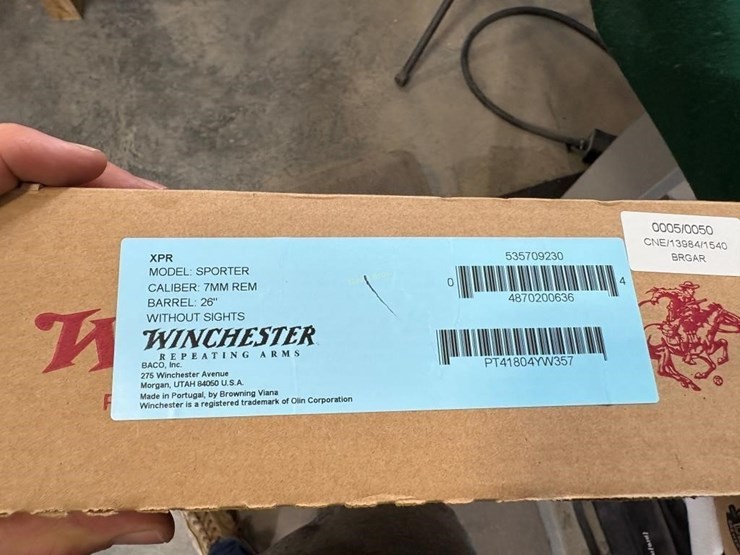 0005/0050
CNE/13984/1540
BRGAR
XPR
MODEL: SPORTER
CALIBER: 7MM REM
BARREL: 26"
WITHOUT SIGHTS
WINCHESTER
REPEATING ARMS
BACO, Inc.
275 Winchester Avenue
Morgan, UTAH 84050 U.S.A.
Made in Portugal, by Browning Viana
Winchester is a registered trademark of Olin Corporation
535709230
0 4870200636 4
PT41804YW357
W
®